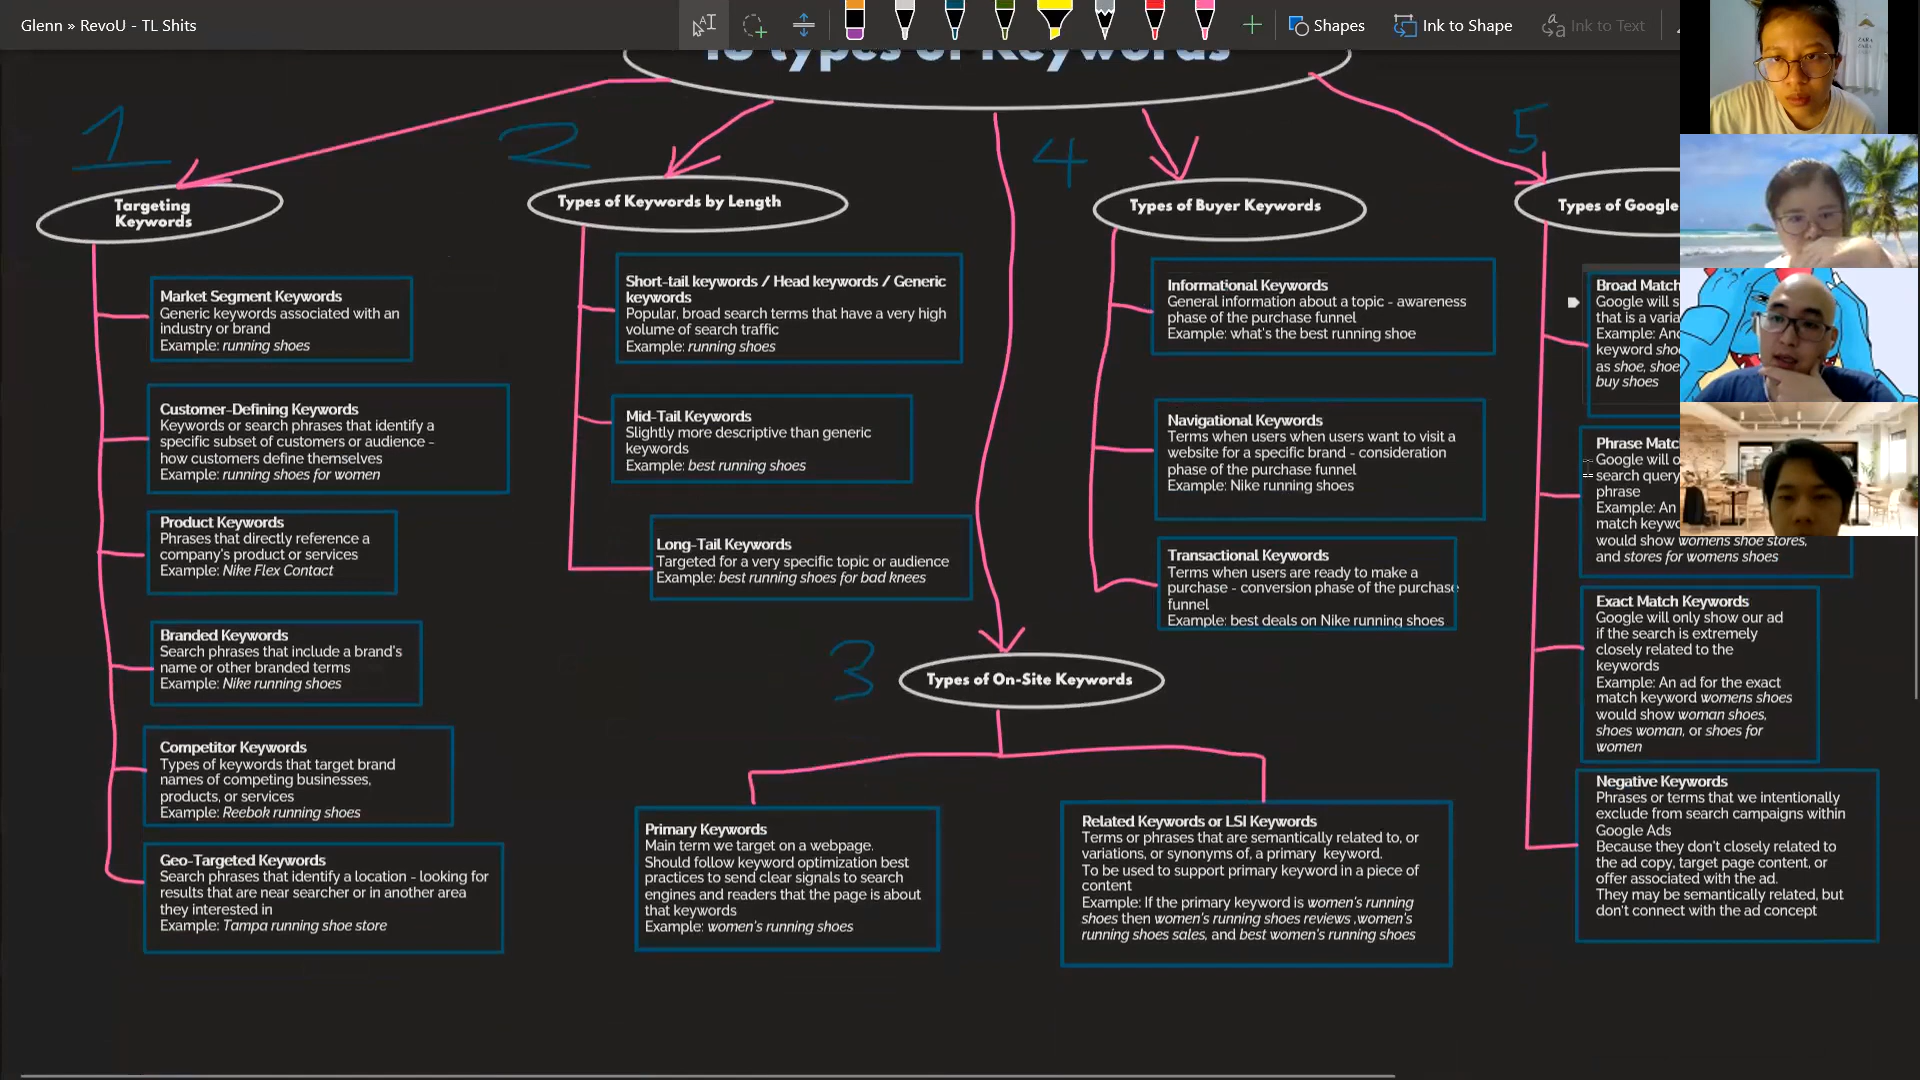 Glenn » RevoU - TL Shits
Shapes
Ink to Shape
Ink to Text
types of Keywords
1
2
4
5
Targeting
Keywords
Market Segment Keywords
Generic keywords associated with an
industry or brand
Example: running shoes
Customer-Defining Keywords
Keywords or search phrases that identify a
specific subset of customers or audience -
how customers define themselves
Example: running shoes for women
Product Keywords
Phrases that directly reference a
company's product or services
Example: Nike Flex Contact
Branded Keywords
Search phrases that include a brand's
name or other branded terms
Example: Nike running shoes
Competitor Keywords
Types of keywords that target brand
names of competing businesses,
products, or services
Example: Reebok running shoes
Geo-Targeted Keywords
Search phrases that identify a location - looking for
results that are near searcher or in another area
they interested in
Example: Tampa running shoe store
Types of Keywords by Length
Short-tail keywords / Head keywords / Generic
keywords
Popular, broad search terms that have a very high
volume of search traffic
Example: running shoes
Mid-Tail Keywords
Slightly more descriptive than generic
keywords
Example: best running shoes
Long-Tail Keywords
Targeted for a very specific topic or audience
Example: best running shoes for bad knees
3
Types of On-Site Keywords
Primary Keywords
Main term we target on a webpage.
Should follow keyword optimization best
practices to send clear signals to search
engines and readers that the page is about
that keywords
Example: women's running shoes
Related Keywords or LSI Keywords
Terms or phrases that are semantically related to, or
variations, or synonyms of, a primary keyword.
To be used to support primary keyword in a piece of
content
Example: If the primary keyword is women's running
shoes then women's running shoes reviews ,women's
running shoes sales, and best women's running shoes
Types of Buyer Keywords
Informational Keywords
General information about a topic - awareness
phase of the purchase funnel
Example: what's the best running shoe
Navigational Keywords
Terms when users when users want to visit a
website for a specific brand - consideration
phase of the purchase funnel
Example: Nike running shoes
Transactional Keywords
Terms when users are ready to make a
purchase - conversion phase of the purchase
funnel
Example: best deals on Nike running shoes
Types of Google
Broad Match
Google will
that is a
Example:
keyword
as shoe,
buy shoes
Phrase
Google will
search query
phrase
Example: An
match
would show womens shoe stores,
and stores for womens shoes
Exact Match Keywords
Google will only show our ad
if the search is extremely
closely related to the
keywords
Example: An ad for the exact
match keyword womens shoes
would show woman shoes,
shoes woman, or shoes for
women
Negative Keywords
Phrases or terms that we intentionally
exclude from search campaigns within
Google Ads
Because they don't closely related to
the ad copy, target page content, or
offer associated with the ad.
They may be semantically related, but
don't connect with the ad concept